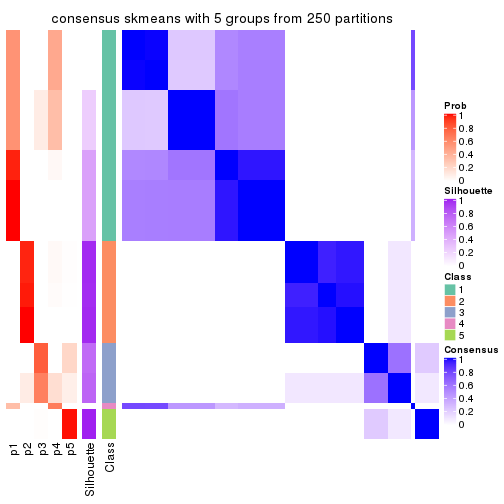 consensus skmeans with 5 groups from 250 partitions
Prob
1
0.8
0.6
0.4
0.2
0
Silhouette
1
0.8
0.6
0.4
0.2
0
Class
1
2
3
4
5
Consensus
1
0.8
0.6
0.4
0.2
0
p1
p2
p3
p4
p5
Silhouette
Class